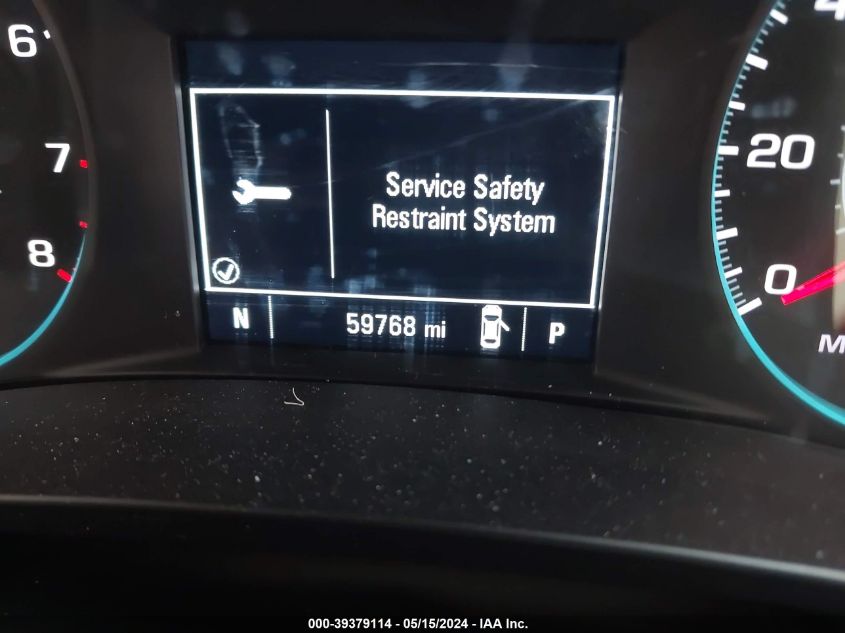 6
7
8
Service Safety
Restraint System
N 59768 mi P
20
0
000-39379114 - 05/15/2024 - IAA Inc.